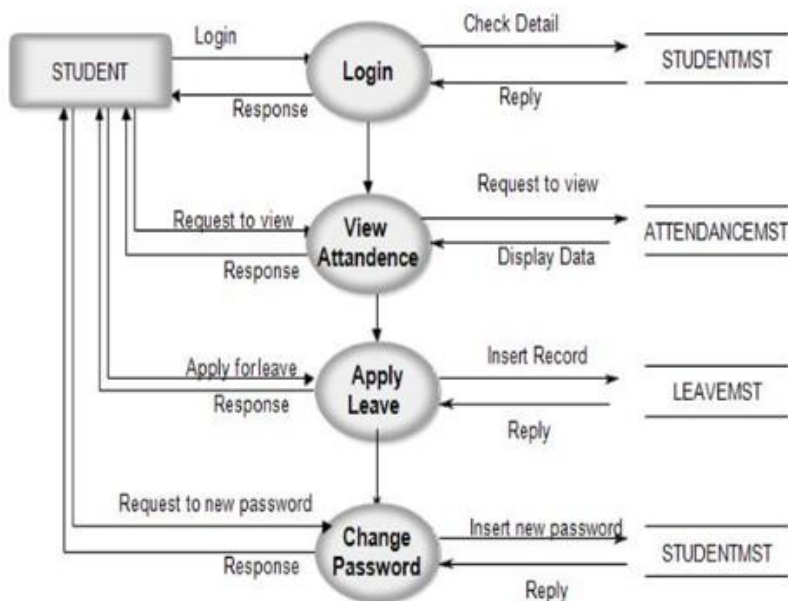 STUDENT
Login
Response
Login
Check Detail
Reply
STUDENTMST
Request to view
Response
View
Attandence
Request to view
Display Data
ATTENDANCEMST
Apply for leave
Response
Apply
Leave
Insert Record
Reply
LEAVEMST
Request to new password
Response
Change
Password
Insert new password
Reply
STUDENTMST